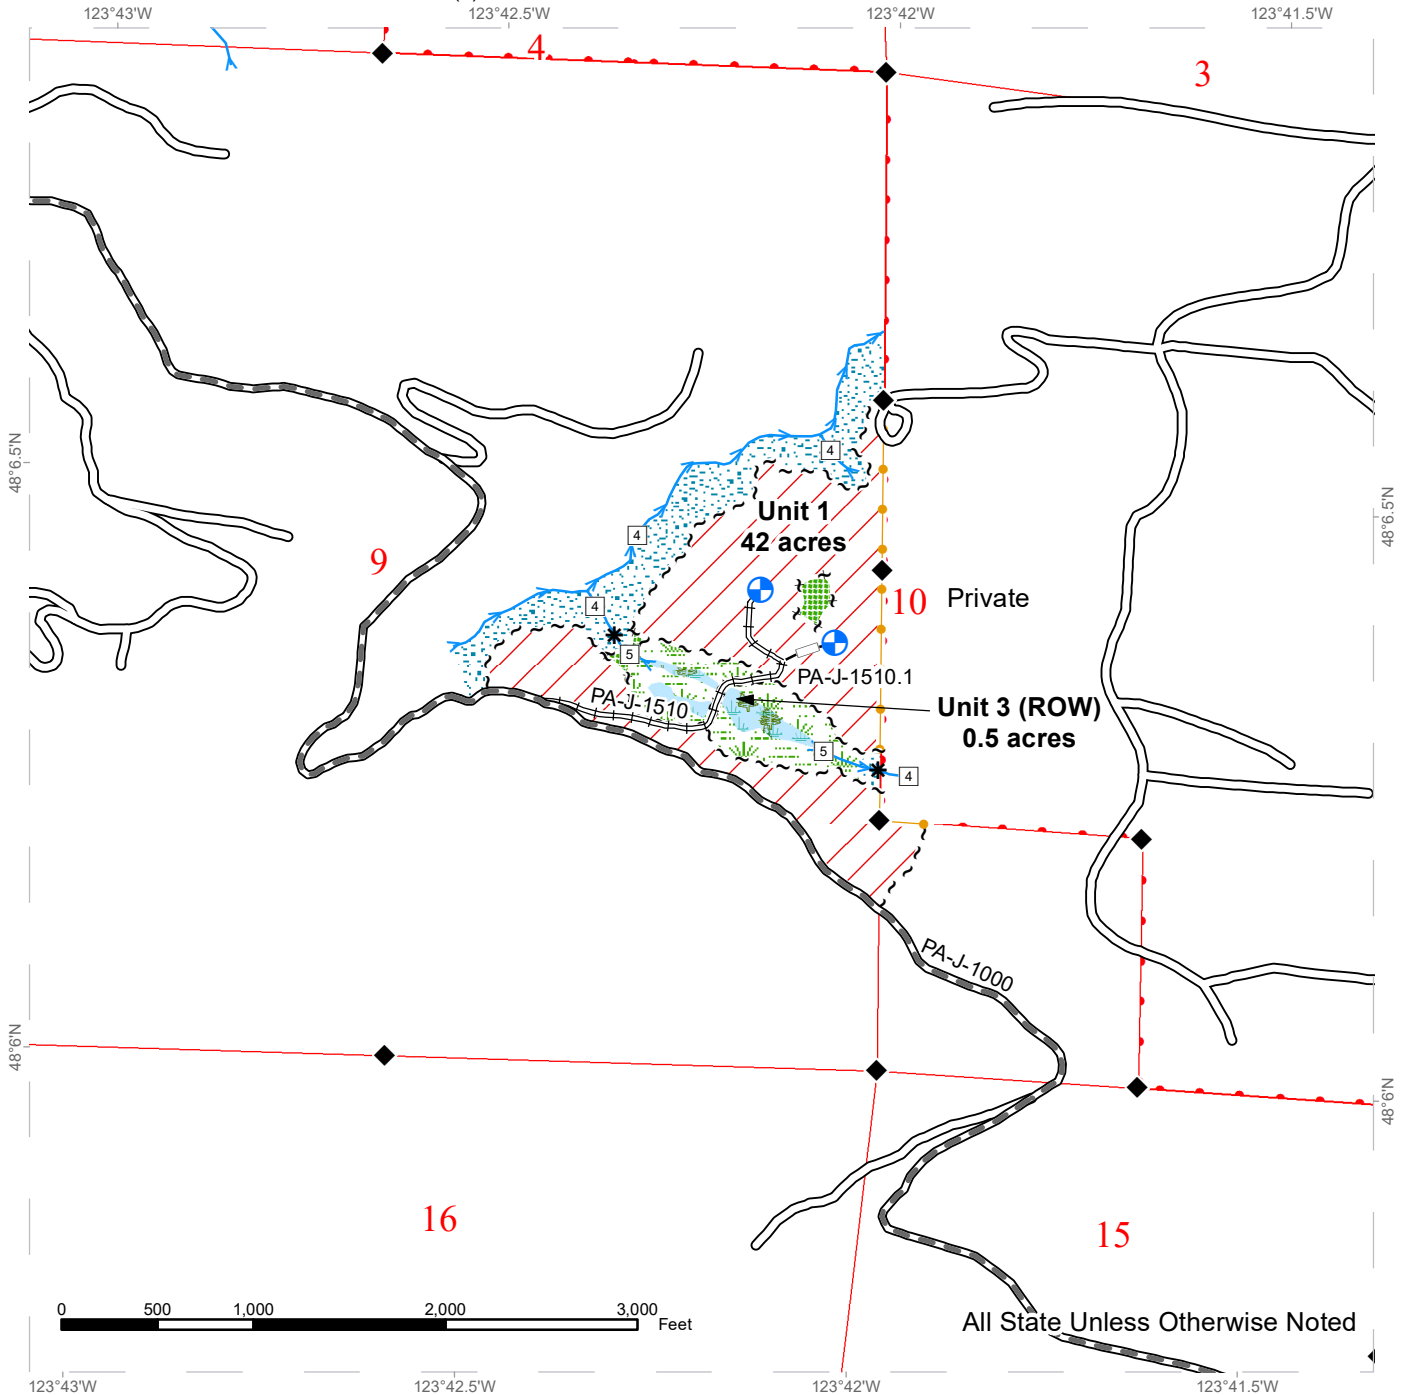 123°43'W
123°42.5'W
123°42'W
123°41.5'W
4
3
48°6.5'N
48°6.5'N
4
Unit 1
42 acres
4
9
10
Private
4
5
PA-J-1510.1
PA-J-1510
Unit 3 (ROW)
0.5 acres
5
4
PA-J-1000
48°6'N
48°6'N
16
15
0
500
1,000
2,000
3,000
Feet
All State Unless Otherwise Noted
123°43'W
123°42.5'W
123°42'W
123°41.5'W